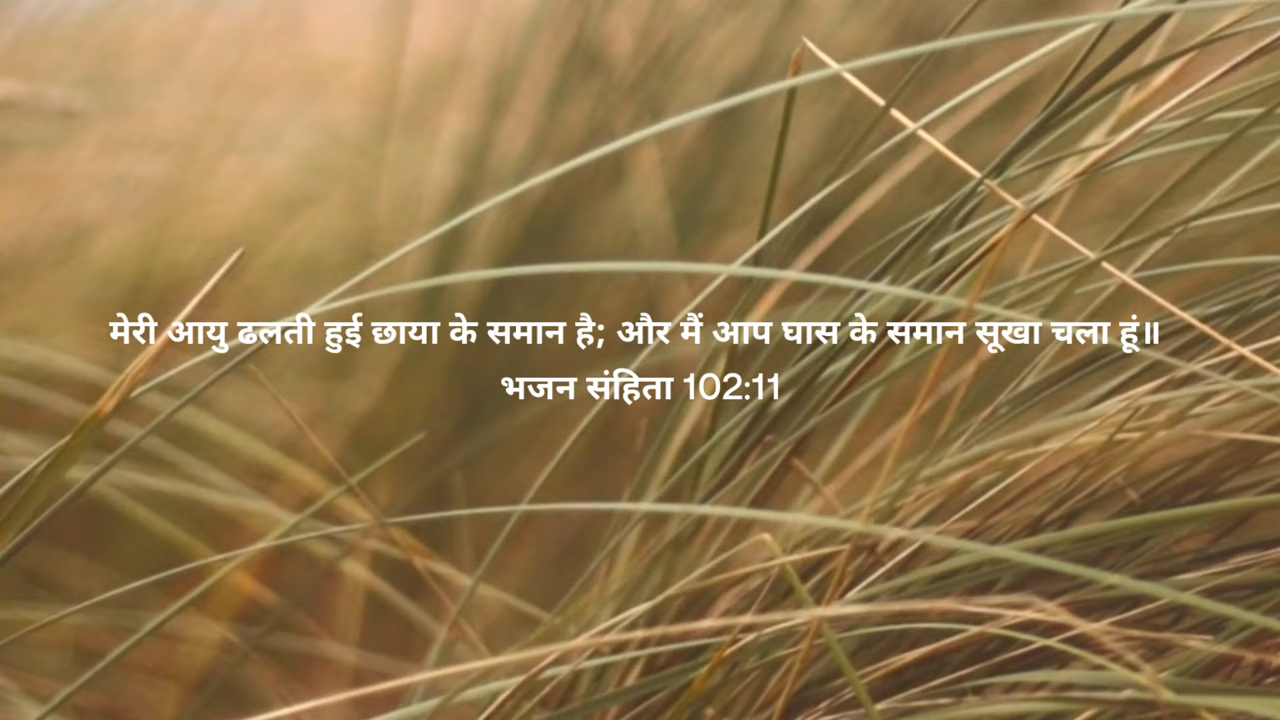 मेरी आयु ढलती हुई छाया के समान है; और मैं आप घास के समान सूखा चला हूं॥
भजन संहिता 102:11